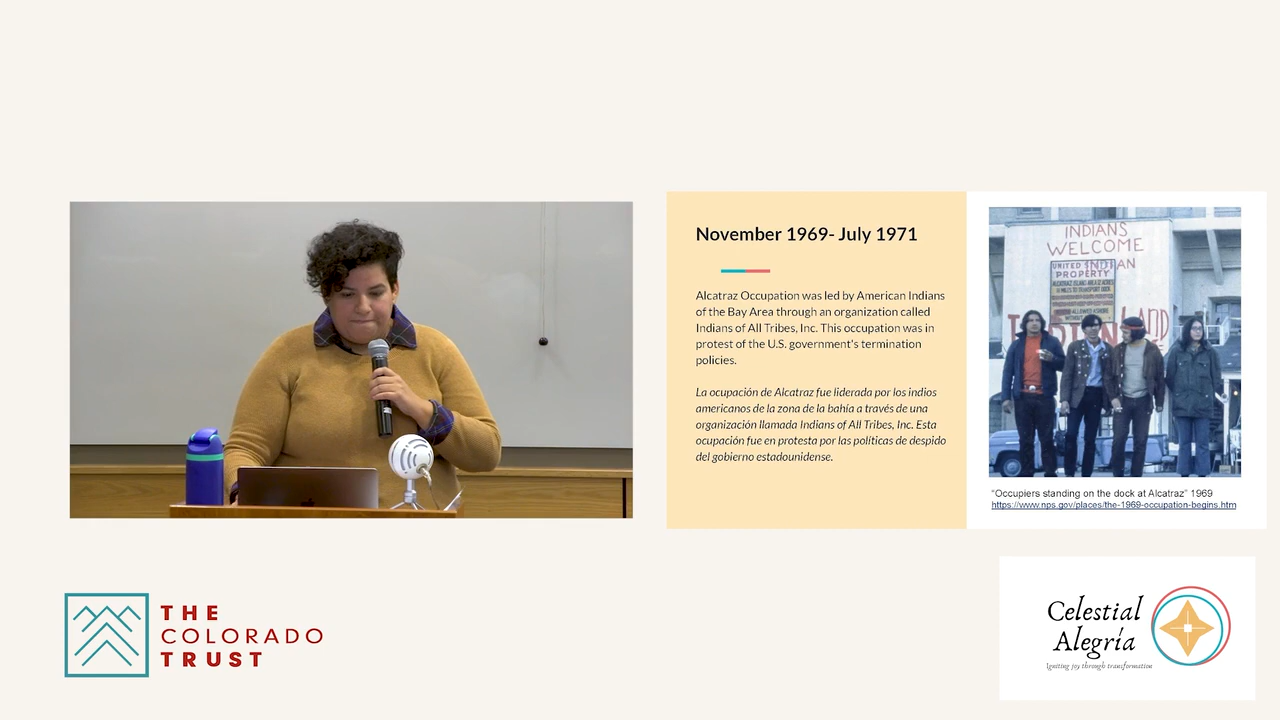 November 1969- July 1971
Alcatraz Occupation was led by American Indians
of the Bay Area through an organization called
Indians of All Tribes, Inc. This occupation was in
protest of the U.S. government's termination
policies.
La ocupación de Alcatraz fue liderada por los indios
americanos de la zona de la bahía a través de una
organización llamada Indians of All Tribes, Inc. Esta
ocupación fue en protesta por las políticas de despido
del gobierno estadounidense.
INDIANS
WELCOME
UNITED
INDIAN
PROPERTY
INDIAN
LAND
"Occupiers standing on the dock at Alcatraz" 1969
https://www.nps.gov/places/the-1969-occupation-begins.htm
THE
COLORADO
TRUST
Celestial
Alegría
Igniting joy through transformation